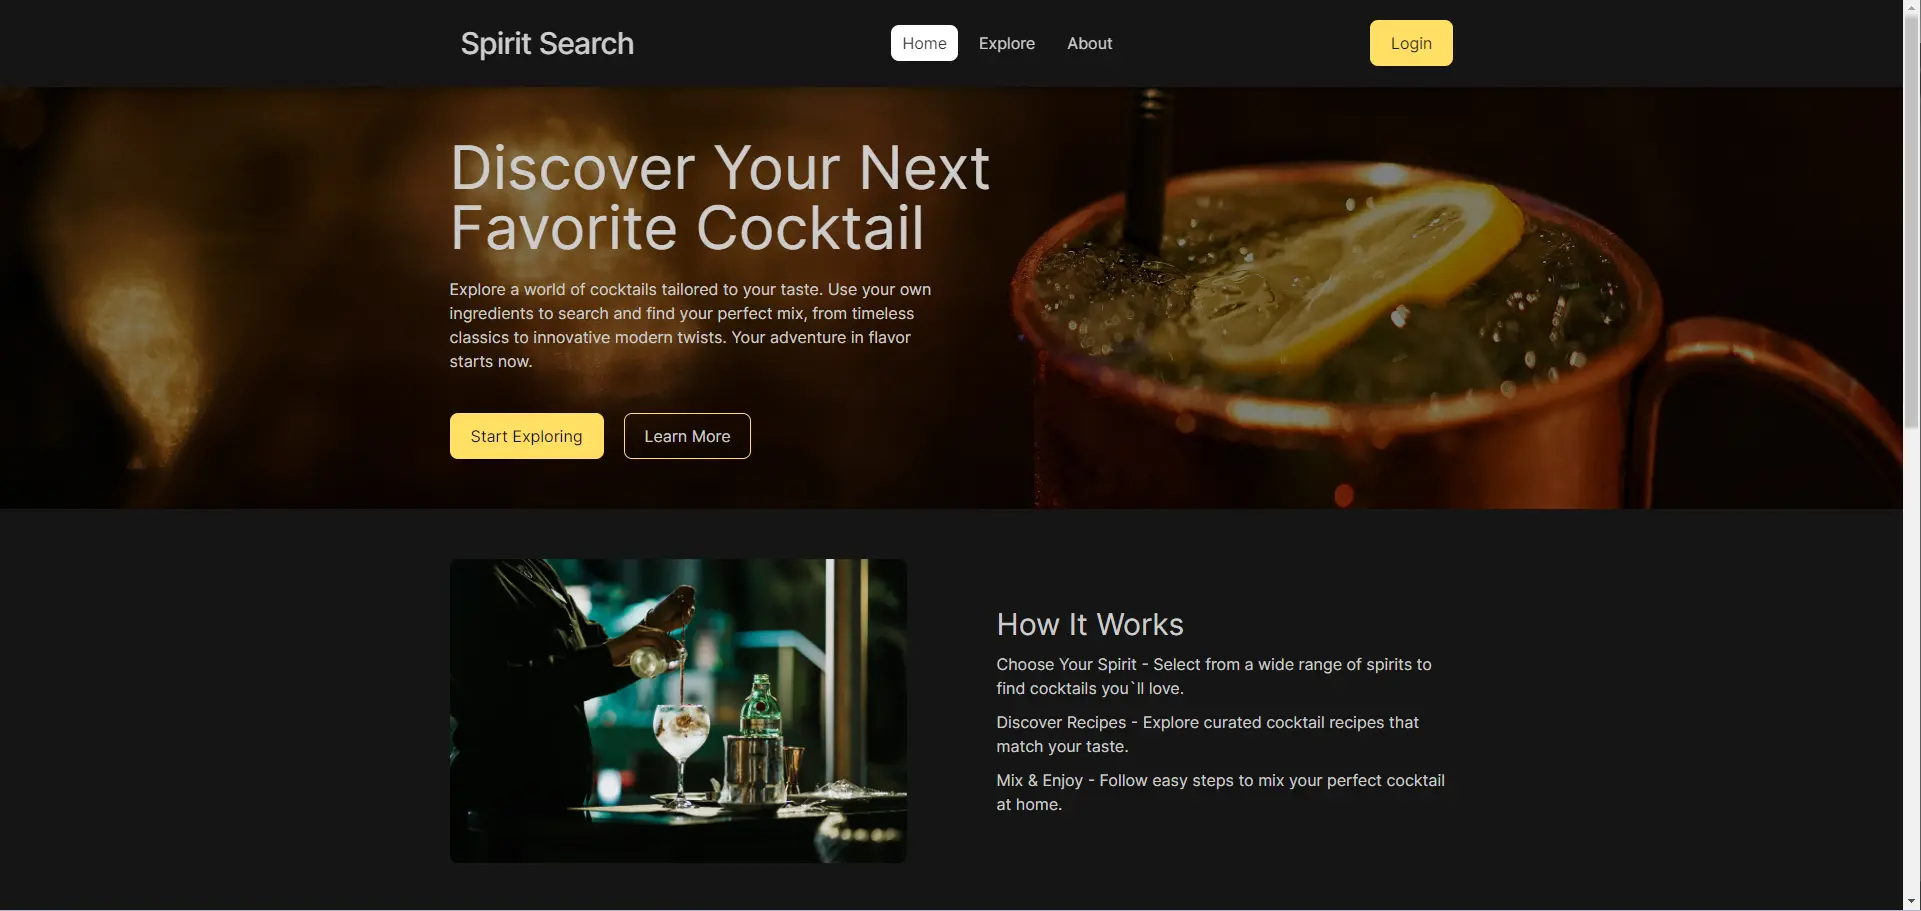 Spirit Search
Home
Explore
About
Login
Discover Your Next
Favorite Cocktail
Explore a world of cocktails tailored to your taste. Use your own
ingredients to search and find your perfect mix, from timeless
classics to innovative modern twists. Your adventure in flavor
starts now.
Start Exploring
Learn More
How It Works
Choose Your Spirit - Select from a wide range of spirits to
find cocktails you`ll love.
Discover Recipes - Explore curated cocktail recipes that
match your taste.
Mix & Enjoy - Follow easy steps to mix your perfect cocktail
at home.